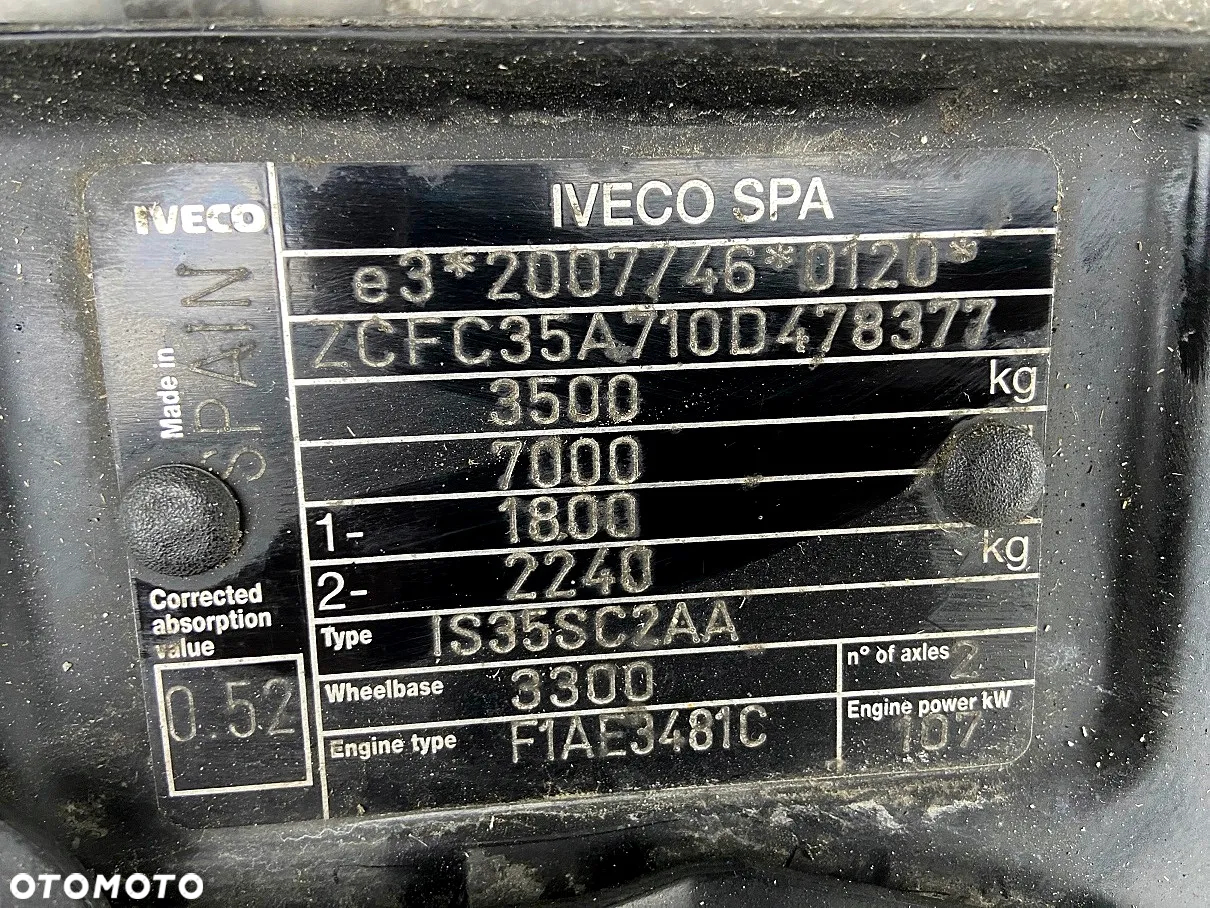 IVECO
IVECO SPA
Made in
SPAIN
e3*2007/46*0120*
ZCFC35A710D478377
3500 kg
7000
1- 1800
2- 2240 kg
Corrected
absorption
value
0.52
Type IS35SC2AA
Wheelbase 3300
n° of axles 2
Engine type F1AE3481C
Engine power kW
107
OTOMOTO